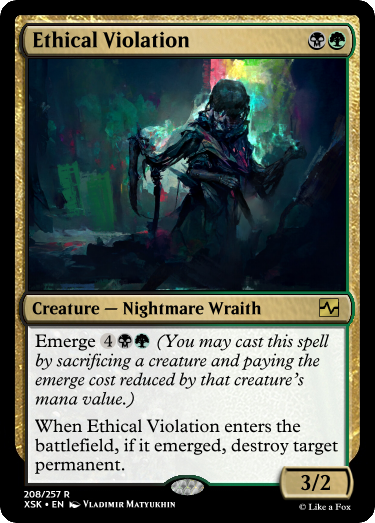 Ethical Violation
Creature — Nightmare Wraith
Emerge 4 (You may cast this spell
by sacrificing a creature and paying the
emerge cost reduced by that creature's
mana value.)
When Ethical Violation enters the
battlefield, if it emerged, destroy target
permanent.
3/2
208/257 R
XSK • EN Vladimir Matyukhin
© Like a Fox